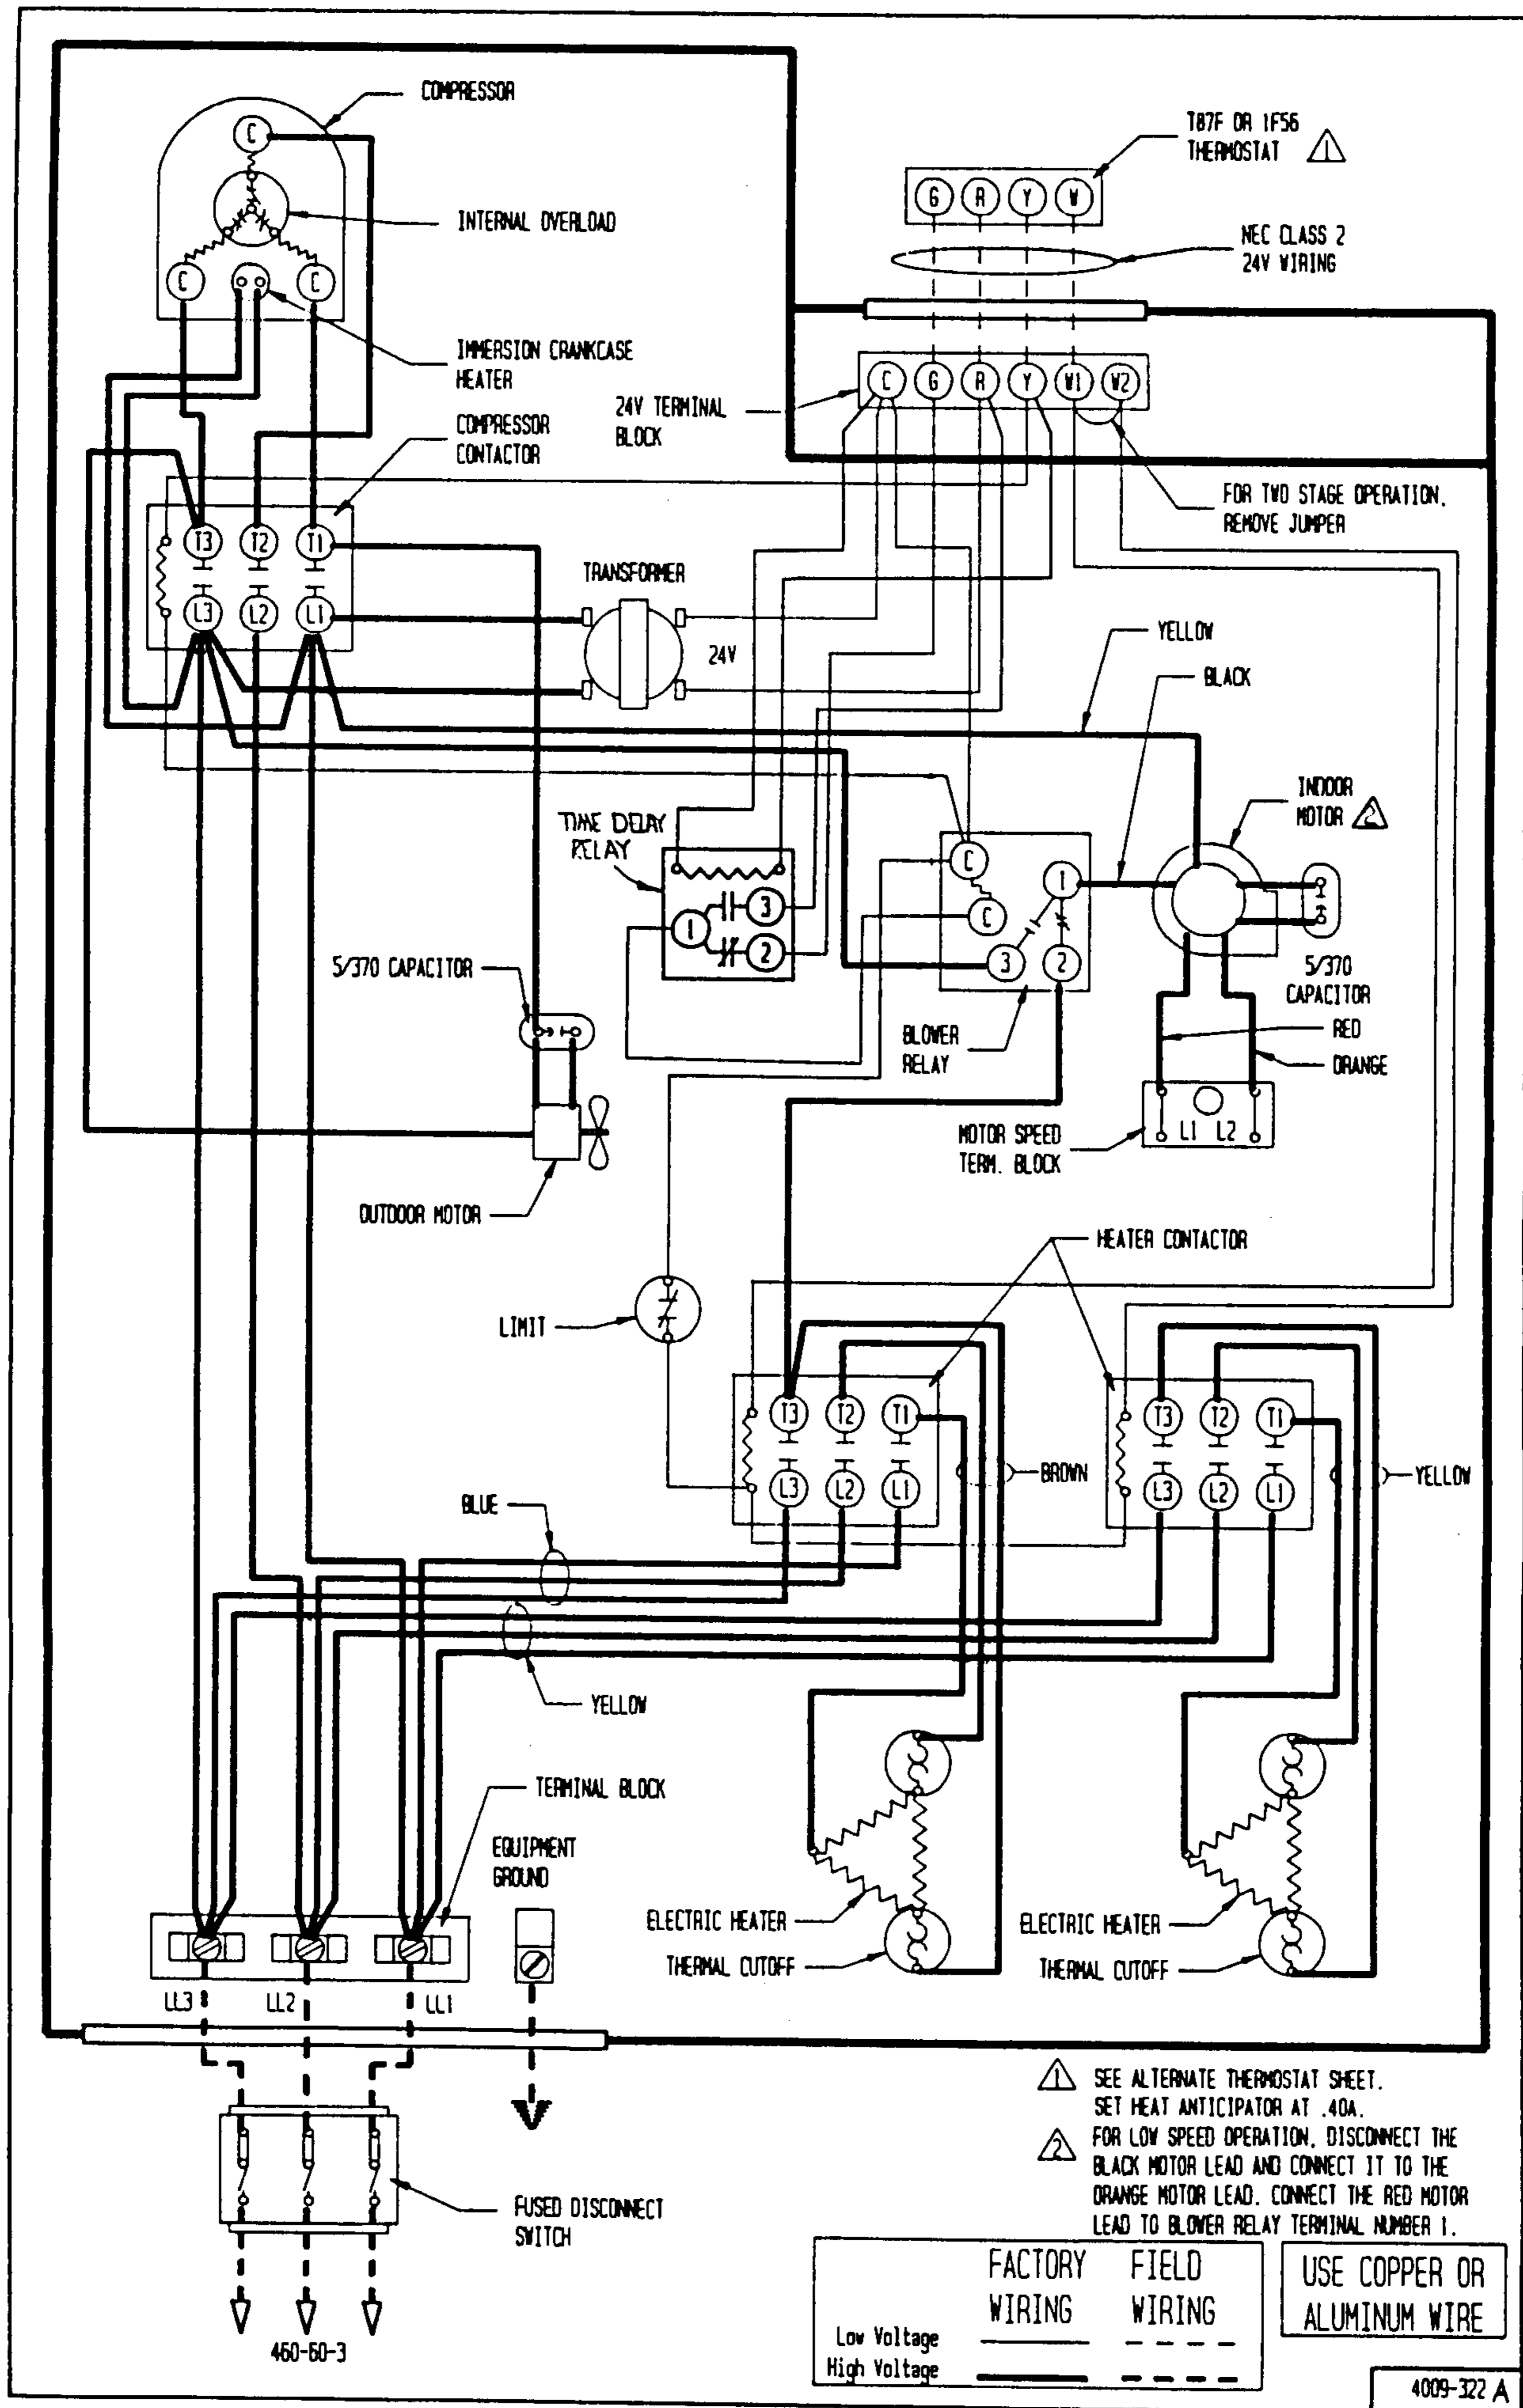 COMPRESSOR
C
INTERNAL OVERLOAD
C
C
IMMERSION CRANKCASE
HEATER
COMPRESSOR
CONTACTOR
T87F OR 1F56
THERMOSTAT 1
G R Y W
NEC CLASS 2
24V WIRING
24V TERMINAL
BLOCK
C G R Y W1 W2
FOR TWO STAGE OPERATION,
REMOVE JUMPER
T3 T2 T1
L3 L2 L1
TRANSFORMER
24V
YELLOW
BLACK
INDOOR
MOTOR 2
TIME DELAY
RELAY
1 3
2
C
C
1
3 2
BLOWER
RELAY
5/370 CAPACITOR
5/370
CAPACITOR
RED
ORANGE
L1 L2
MOTOR SPEED
TERM. BLOCK
OUTDOOR MOTOR
HEATER CONTACTOR
LIMIT
T3 T2 T1
L3 L2 L1
BROWN
T3 T2 T1
L3 L2 L1
YELLOW
BLUE
YELLOW
TERMINAL BLOCK
EQUIPMENT
GROUND
ELECTRIC HEATER
THERMAL CUTOFF
ELECTRIC HEATER
THERMAL CUTOFF
LL3 LL2 LL1
FUSED DISCONNECT
SWITCH
460-60-3
1 SEE ALTERNATE THERMOSTAT SHEET.
SET HEAT ANTICIPATOR AT .40A.
2 FOR LOW SPEED OPERATION, DISCONNECT THE
BLACK MOTOR LEAD AND CONNECT IT TO THE
ORANGE MOTOR LEAD. CONNECT THE RED MOTOR
LEAD TO BLOWER RELAY TERMINAL NUMBER 1.
FACTORY FIELD
WIRING WIRING
Low Voltage
High Voltage
USE COPPER OR
ALUMINUM WIRE
4009-322 A